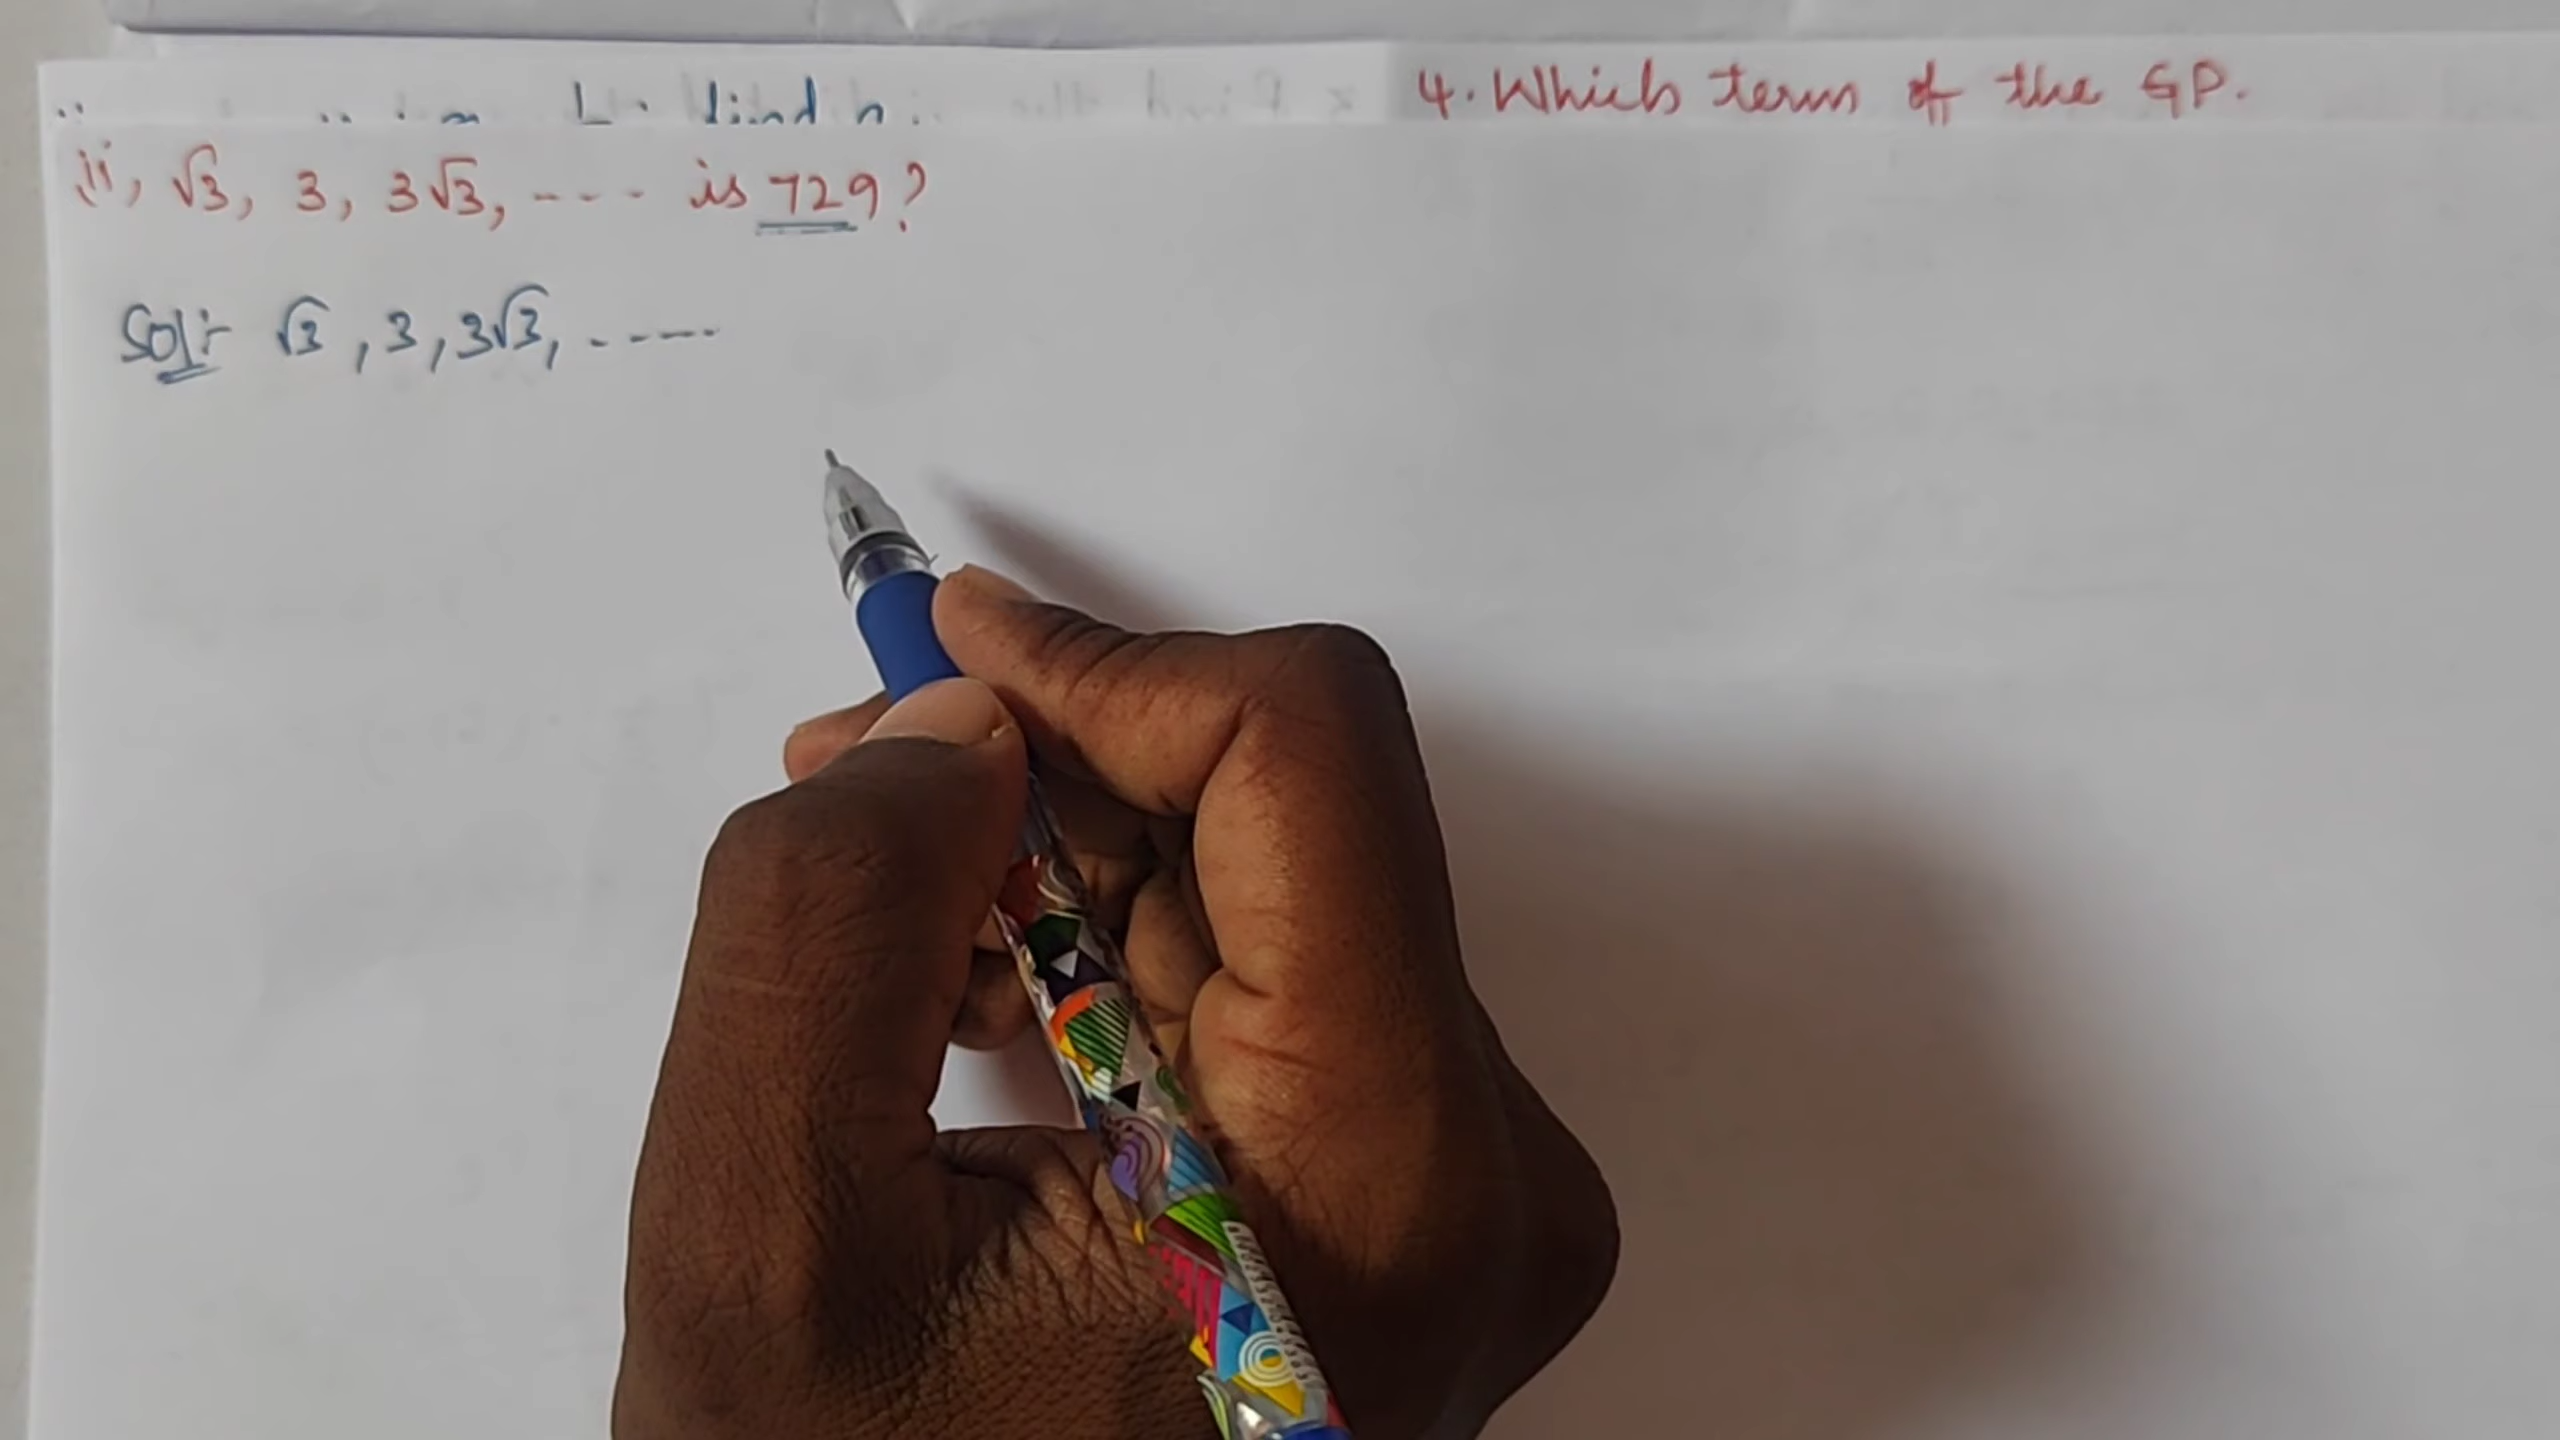 4. Which term of the GP.
ii, √3, 3, 3√3, ---- is 729?
Sol:- √3, 3, 3√3, .-----